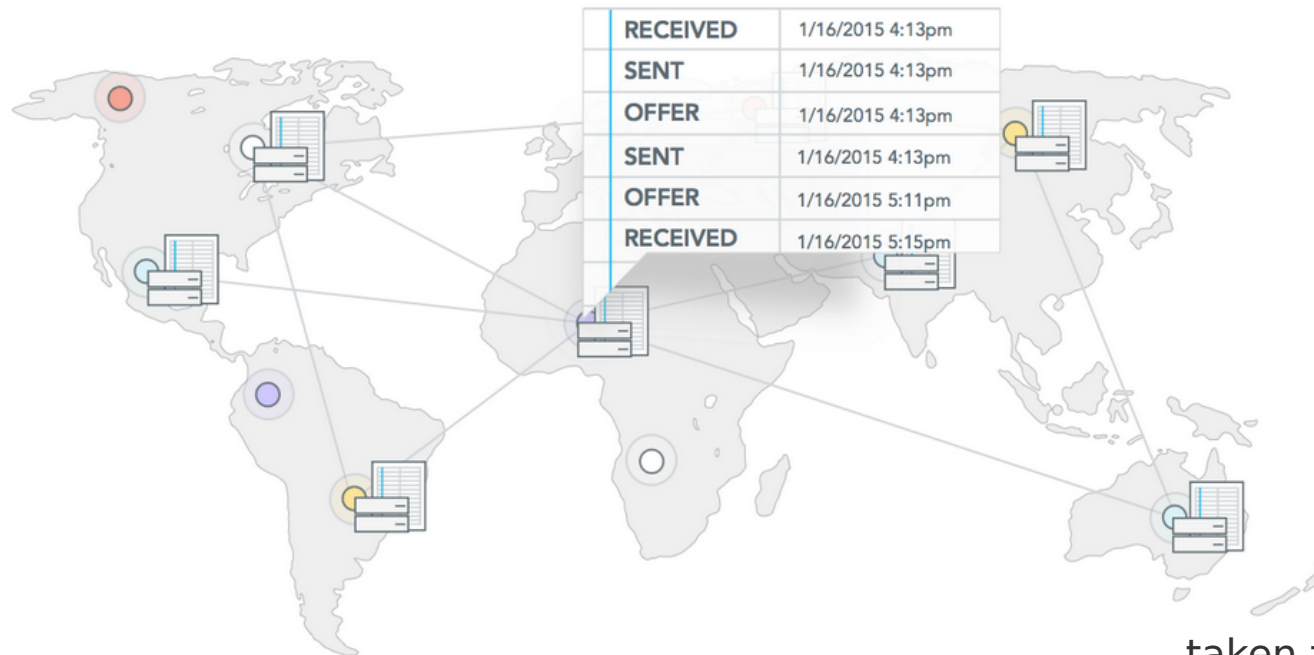 RECEIVED 1/16/2015 4:13pm
SENT 1/16/2015 4:13pm
OFFER 1/16/2015 4:13pm
SENT 1/16/2015 4:13pm
OFFER 1/16/2015 5:11pm
RECEIVED 1/16/2015 5:15pm
taken